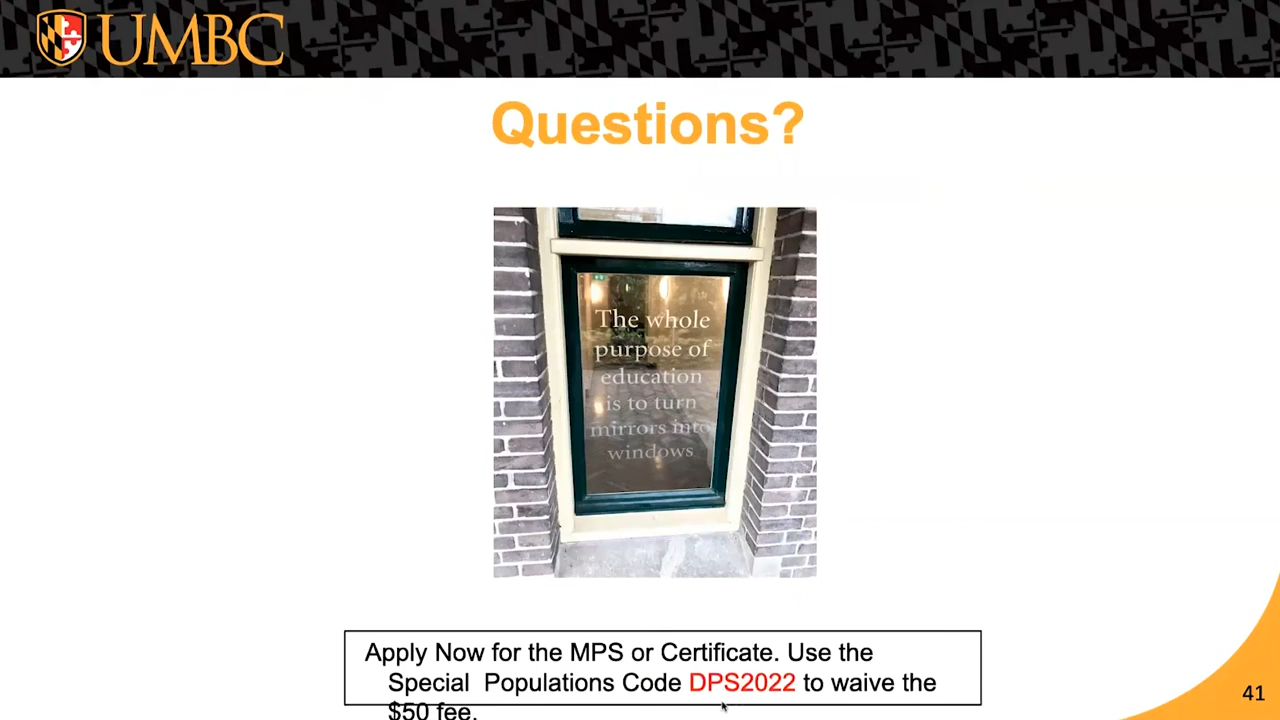 UMBC
Questions?
The whole
purpose of
education
is to turn
mirrors into
windows
Apply Now for the MPS or Certificate. Use the
Special Populations Code DPS2022 to waive the
$50 fee.
41